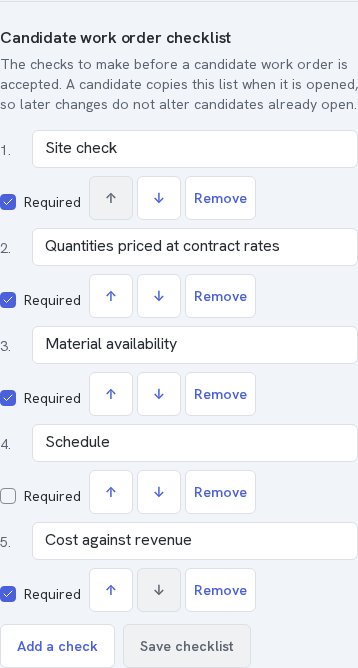 Candidate work order checklist
The checks to make before a candidate work order is
accepted. A candidate copies this list when it is opened,
so later changes do not alter candidates already open.
1. Site check
Required ↑ ↓ Remove
2. Quantities priced at contract rates
Required ↑ ↓ Remove
3. Material availability
Required ↑ ↓ Remove
4. Schedule
Required ↑ ↓ Remove
5. Cost against revenue
Required ↑ ↓ Remove
Add a check Save checklist